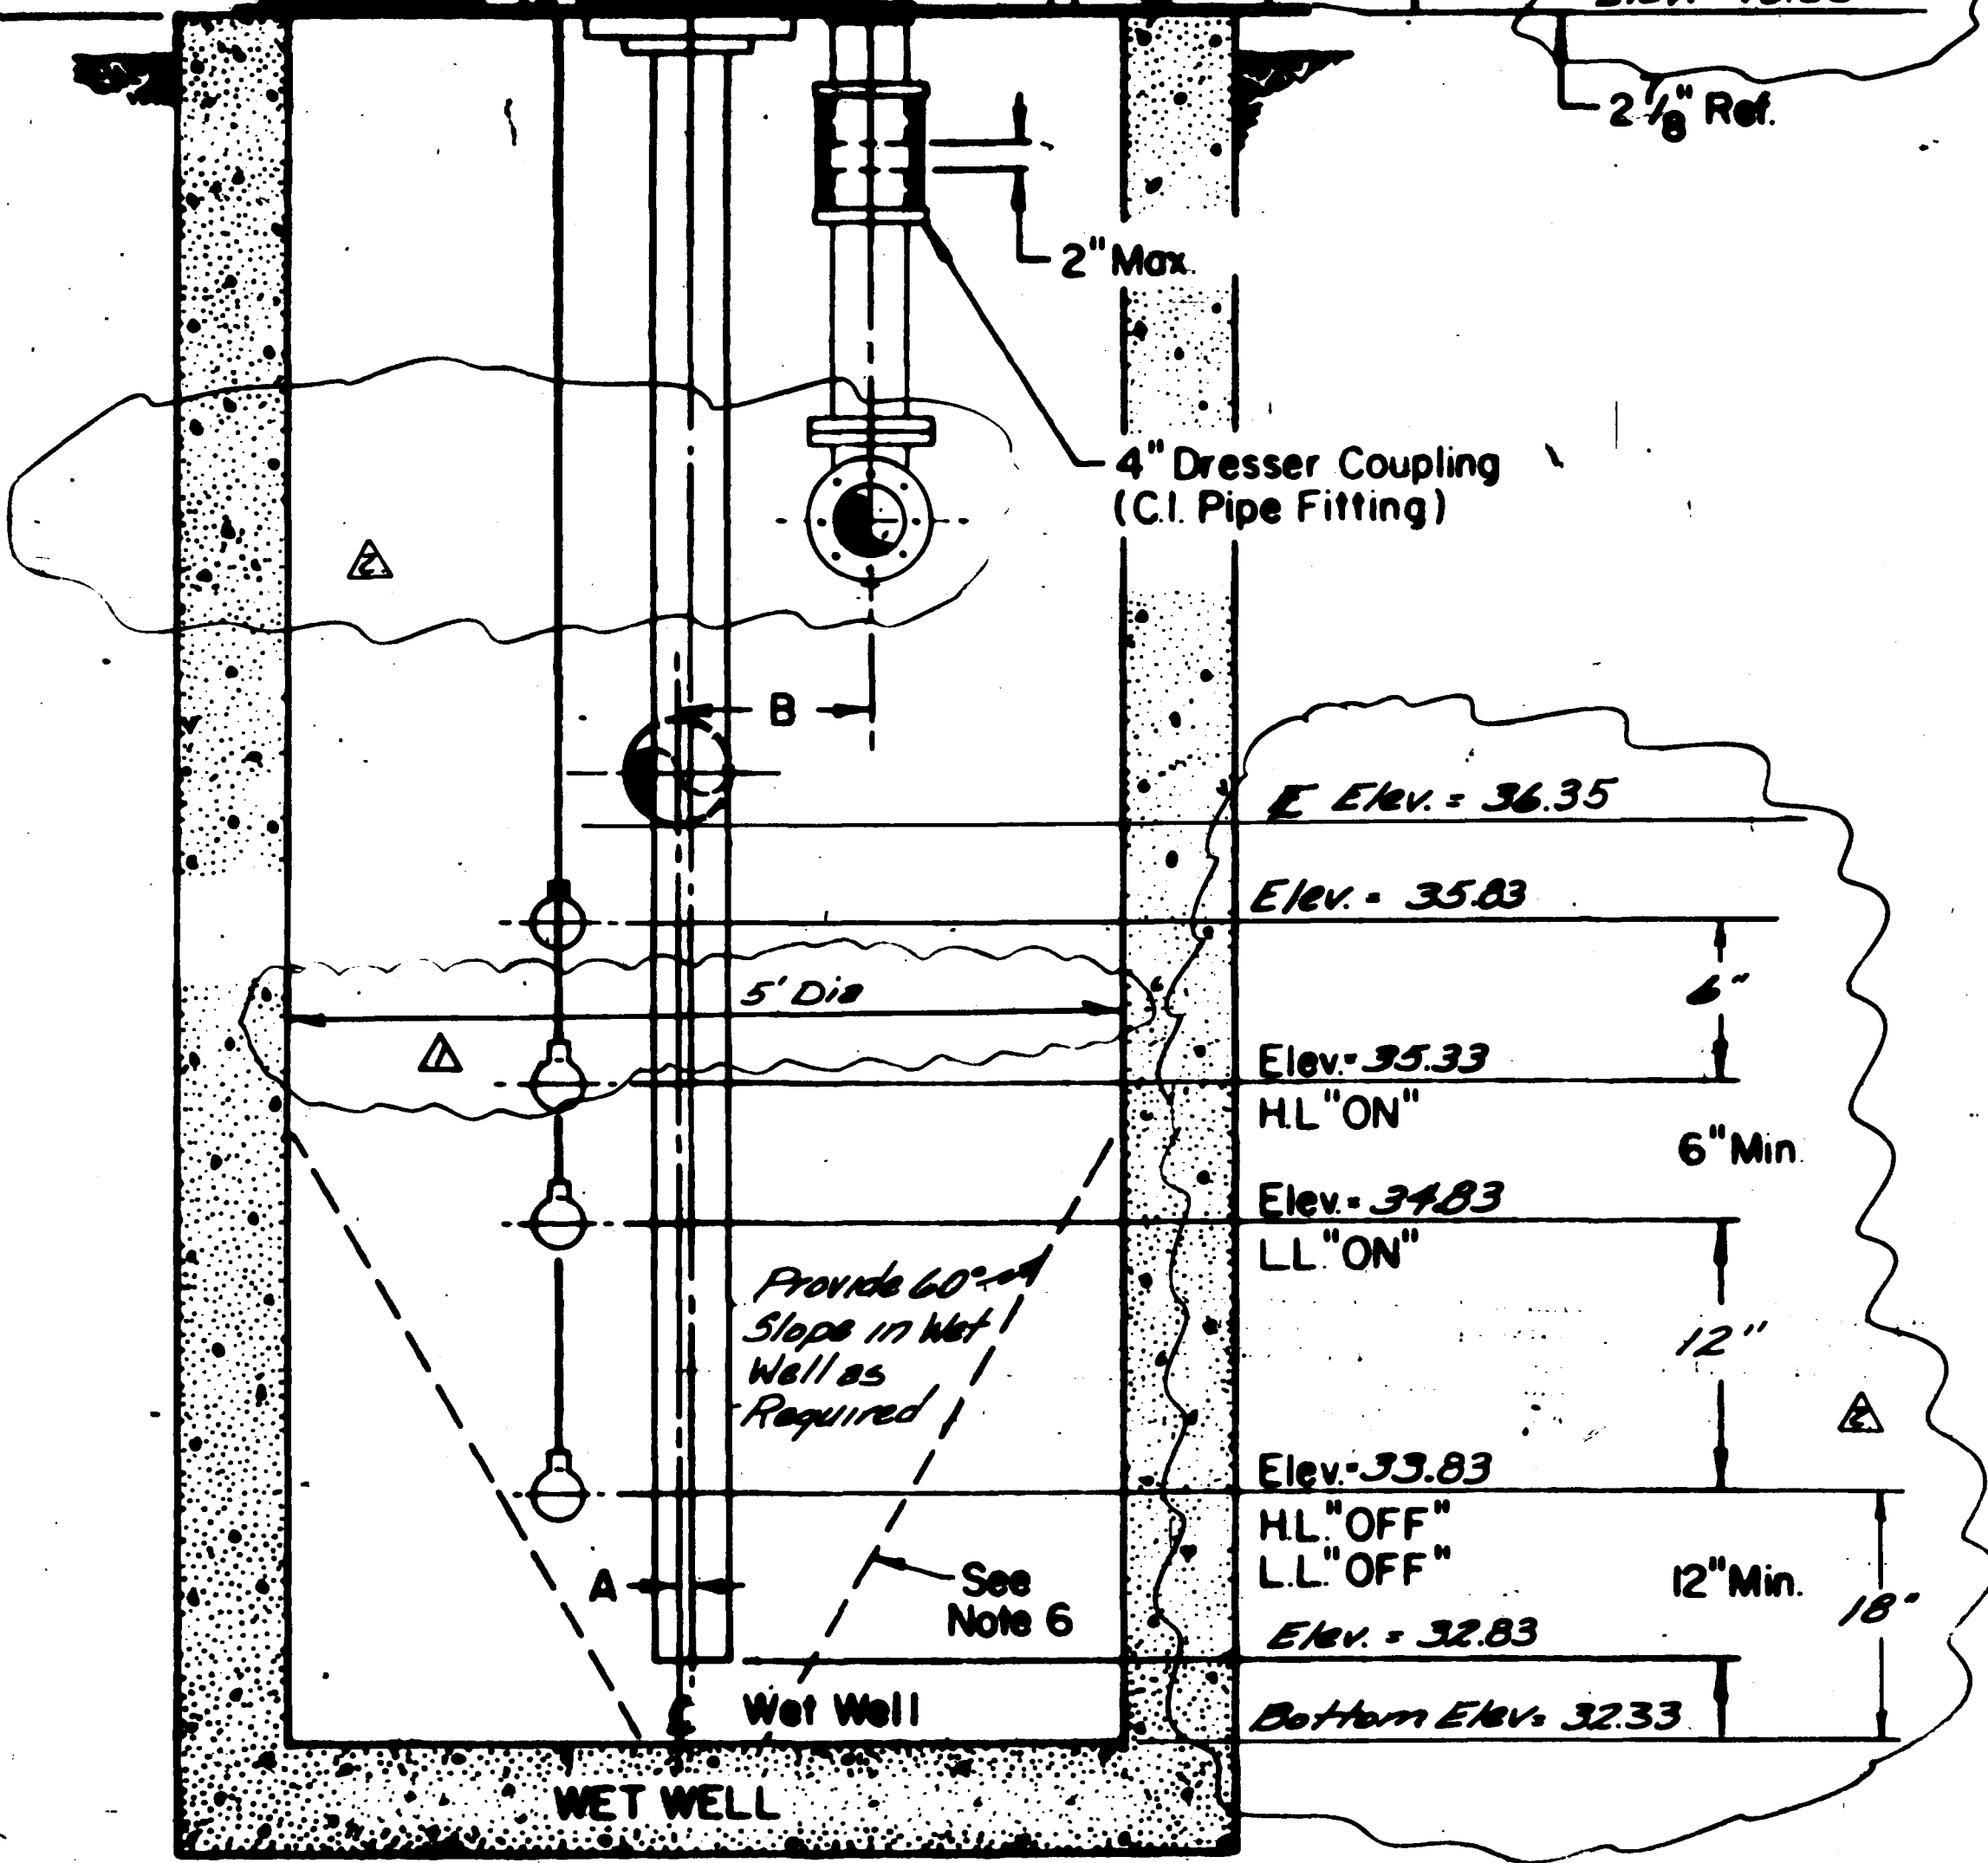 2 7/8" Ref.
2" Max.
4" Dresser Coupling
(C.I. Pipe Fitting)
2
B
E Elev. = 36.35
Elev. = 35.83
5' Dia
6"
1
Elev.= 35.33
H.L "ON"
6" Min.
Elev.= 34.83
L.L. "ON"
Provide 60°
Slope in Wet
Well as
Required
12"
2
Elev.= 33.83
H.L. "OFF"
L.L. "OFF"
12" Min.
18"
A
See
Note 6
Elev. = 32.83
Wet Well
Bottom Elev= 32.33
WET WELL